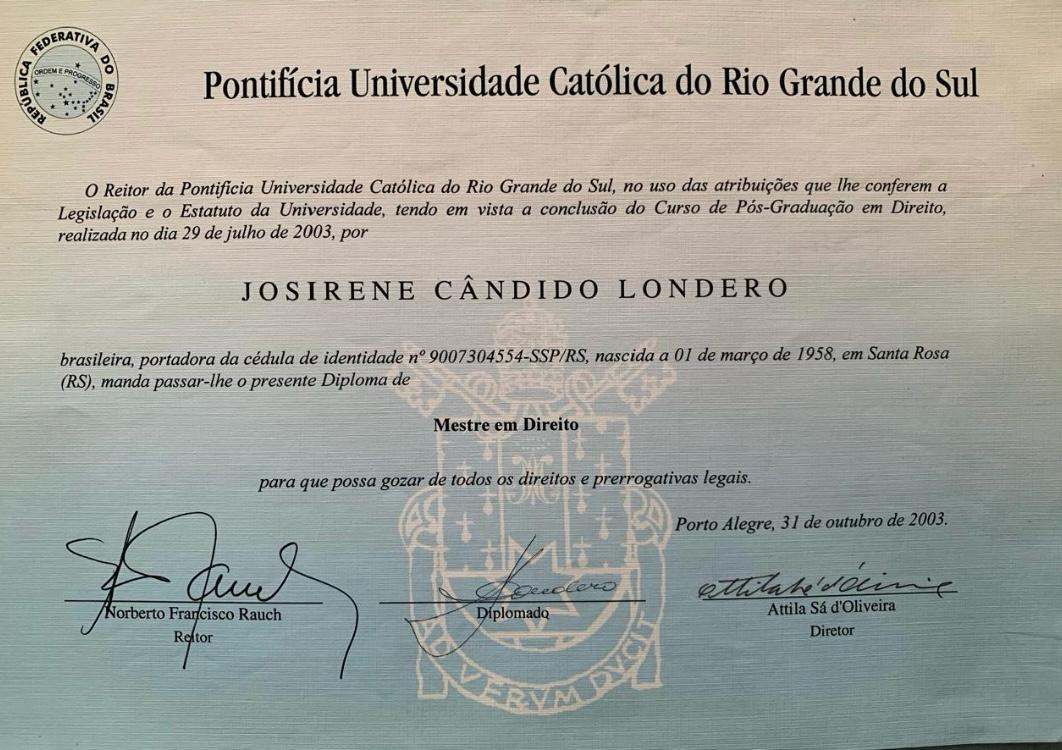 REPÚBLICA FEDERATIVA DO BRASIL
ORDEM E PROGRESSO
Pontifícia Universidade Católica do Rio Grande do Sul
O Reitor da Pontifícia Universidade Católica do Rio Grande do Sul, no uso das atribuições que lhe conferem a
Legislação e o Estatuto da Universidade, tendo em vista a conclusão do Curso de Pós-Graduação em Direito,
realizada no dia 29 de julho de 2003, por
JOSIRENE CÂNDIDO LONDERO
brasileira, portadora da cédula de identidade nº 9007304554-SSP/RS, nascida a 01 de março de 1958, em Santa Rosa
(RS), manda passar-lhe o presente Diploma de
Mestre em Direito
para que possa gozar de todos os direitos e prerrogativas legais.
Porto Alegre, 31 de outubro de 2003.
Norberto Francisco Rauch
Reitor
Diplomado
Attila Sá d'Oliveira
Diretor
AD VERVM DVCIT